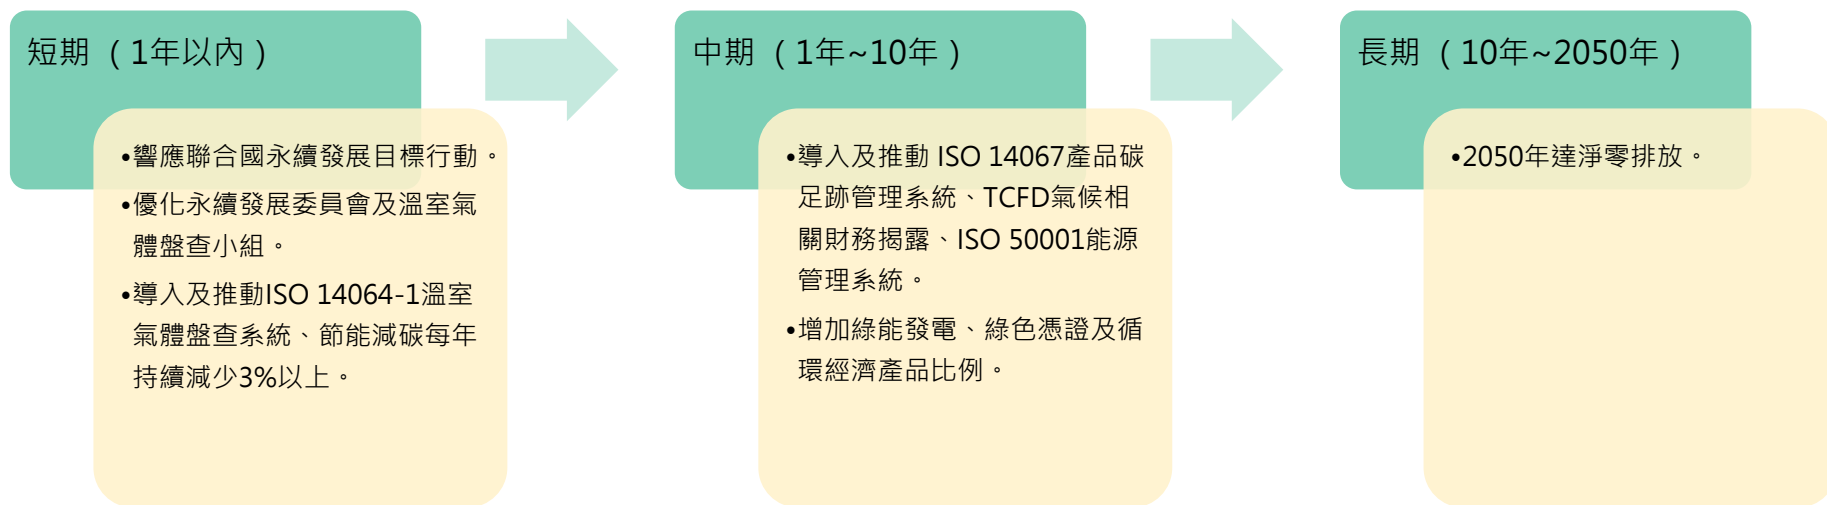 短期（1年以內）
•響應聯合國永續發展目標行動。
•優化永續發展委員會及溫室氣
體盤查小組。
•導入及推動ISO 14064-1溫室
氣體盤查系統、節能減碳每年
持續減少3%以上。
中期（1年~10年）
•導入及推動 ISO 14067產品碳
足跡管理系統、TCFD氣候相
關財務揭露、ISO 50001能源
管理系統。
•增加綠能發電、綠色憑證及循
環經濟產品比例。
長期（10年~2050年）
•2050年達淨零排放。